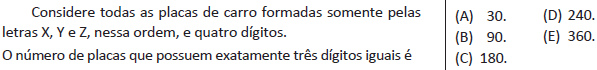 Considere todas as placas de carro formadas somente pelas
letras X, Y e Z, nessa ordem, e quatro dígitos.
O número de placas que possuem exatamente três dígitos iguais é
(A) 30.
(B) 90.
(C) 180.
(D) 240.
(E) 360.